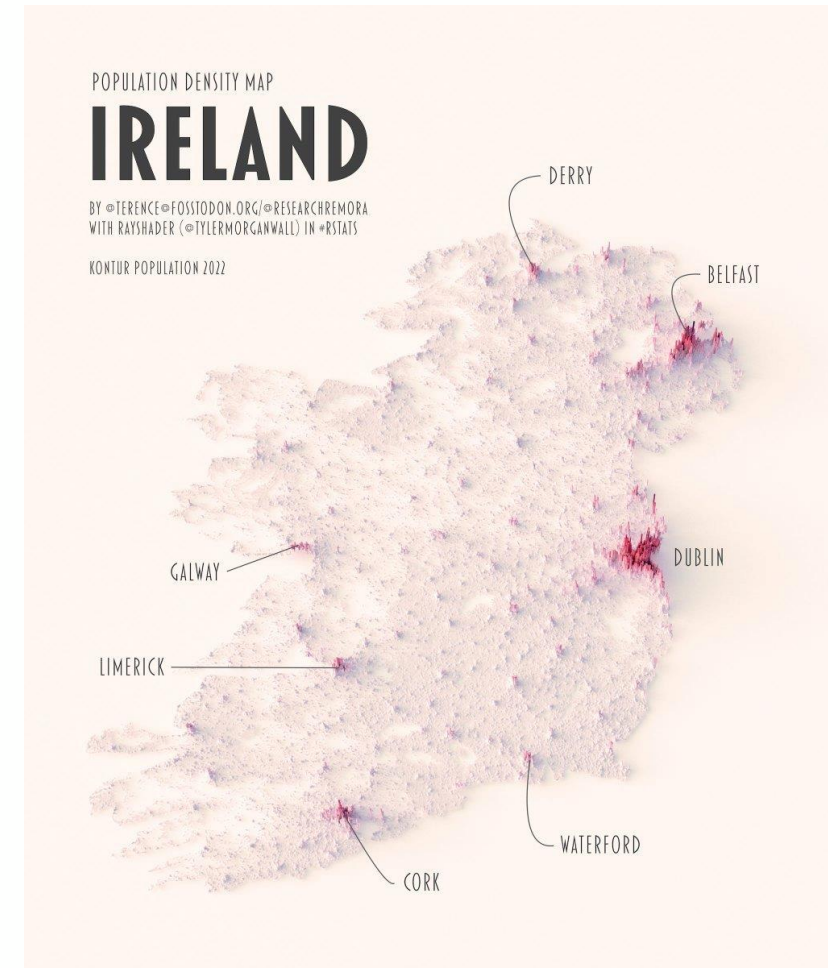 POPULATION DENSITY MAP
IRELAND
BY @TERENCE@FOSSTODON.ORG/@RESEARCHREMORA
WITH RAYSHADER (@TYLERMORGANWALL) IN #RSTATS
KONTUR POPULATION 2022
DERRY
BELFAST
DUBLIN
GALWAY
LIMERICK
WATERFORD
CORK